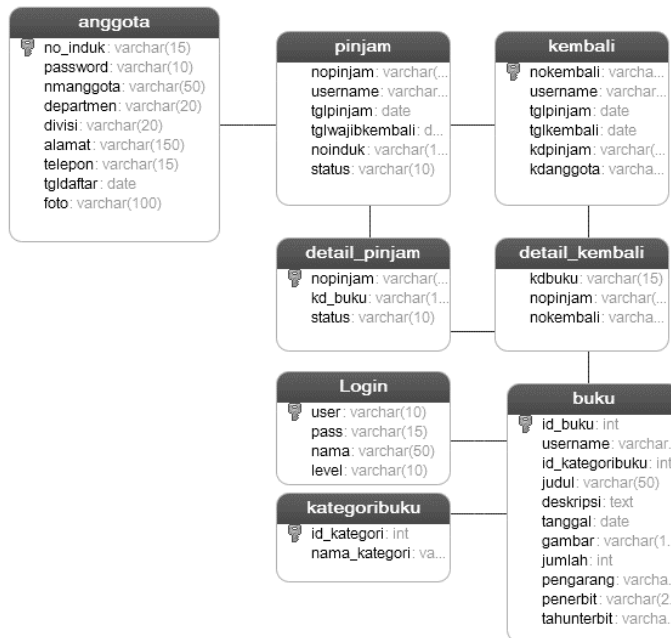 anggota
no_induk : varchar(15)
password : varchar(10)
nmanggota : varchar(50)
departmen : varchar(20)
divisi : varchar(20)
alamat : varchar(150)
telepon : varchar(15)
tgldaftar : date
foto : varchar(100)
pinjam
nopinjam : varchar(...
username : varchar...
tglpinjam : date
tglwajibkembali : d...
noinduk : varchar(1...
status : varchar(10)
kembali
nokembali : varcha...
username : varchar...
tglpinjam : date
tglkembali : date
kdpinjam : varchar(...
kdanggota : varcha...
detail_pinjam
nopinjam : varchar(...
kd_buku : varchar(1...
status : varchar(10)
detail_kembali
kdbuku : varchar(15)
nopinjam : varchar(...
nokembali : varcha...
Login
user : varchar(10)
pass : varchar(15)
nama : varchar(50)
level : varchar(10)
kategoribuku
id_kategori : int
nama_kategori : va...
buku
id_buku : int
username : varchar.
id_kategoribuku : int
judul : varchar(50)
deskripsi : text
tanggal : date
gambar : varchar(1.
jumlah : int
pengarang : varcha.
penerbit : varchar(2.
tahunterbit : varcha.